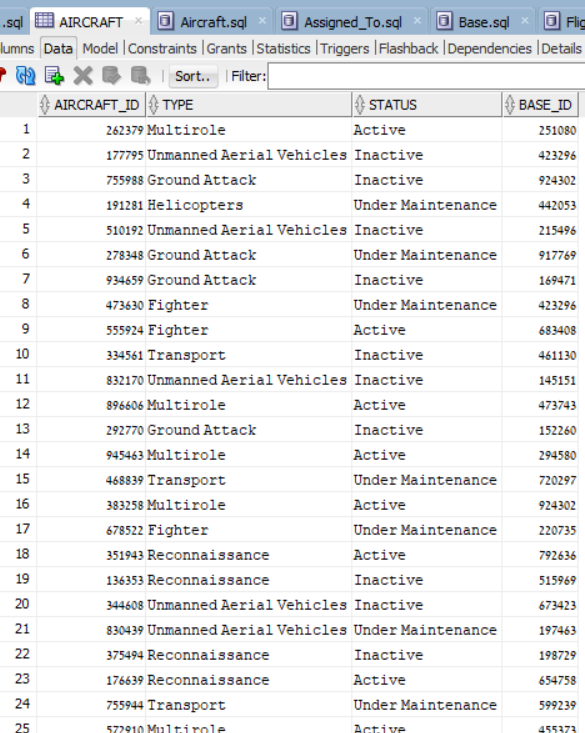 .sql AIRCRAFT × Aircraft.sql × Assigned_To.sql × Base.sql × Flig
lumns Data Model Constraints Grants Statistics Triggers Flashback Dependencies Details
Sort.. Filter:
AIRCRAFT_ID TYPE STATUS BASE_ID
1 262379 Multirole Active 251080
2 177795 Unmanned Aerial Vehicles Inactive 423296
3 755988 Ground Attack Inactive 924302
4 191281 Helicopters Under Maintenance 442053
5 510192 Unmanned Aerial Vehicles Inactive 215496
6 278348 Ground Attack Under Maintenance 917769
7 934659 Ground Attack Inactive 169471
8 473630 Fighter Under Maintenance 423296
9 555924 Fighter Active 683408
10 334561 Transport Inactive 461130
11 832170 Unmanned Aerial Vehicles Inactive 145151
12 896606 Multirole Active 473743
13 292770 Ground Attack Inactive 152260
14 945463 Multirole Active 294580
15 468839 Transport Under Maintenance 720297
16 383258 Multirole Active 924302
17 678522 Fighter Under Maintenance 220735
18 351943 Reconnaissance Active 792636
19 136353 Reconnaissance Inactive 515969
20 344608 Unmanned Aerial Vehicles Inactive 673423
21 830439 Unmanned Aerial Vehicles Under Maintenance 197463
22 375494 Reconnaissance Inactive 198729
23 176639 Reconnaissance Active 654758
24 755944 Transport Under Maintenance 599239
25 572910 Multirole Active 455373